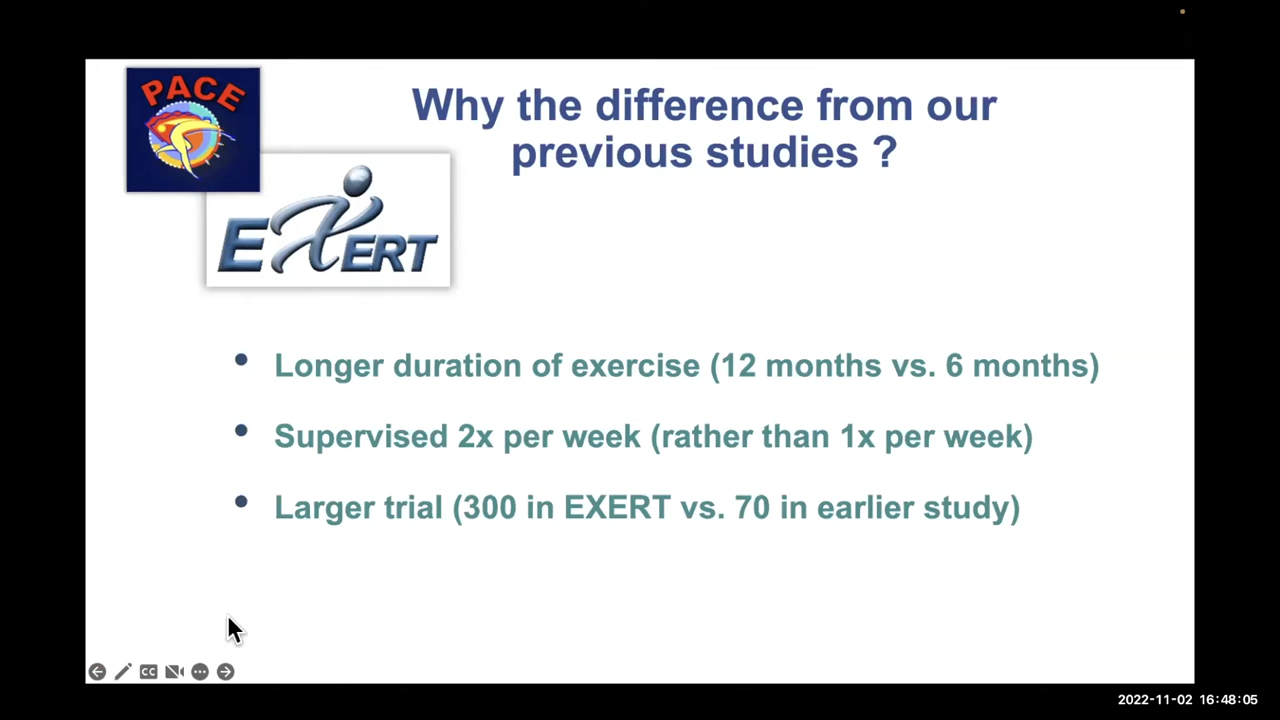 PACE
Why the difference from our
previous studies ?
EXERT
• Longer duration of exercise (12 months vs. 6 months)
• Supervised 2x per week (rather than 1x per week)
• Larger trial (300 in EXERT vs. 70 in earlier study)
CC
2022-11-02 16:48:05